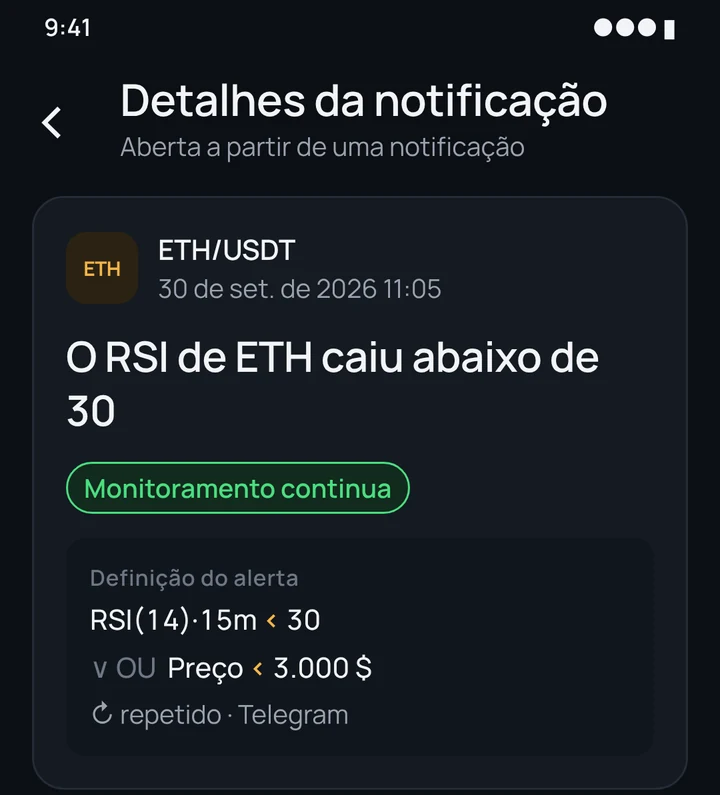 9:41
Detalhes da notificação
Aberta a partir de uma notificação
ETH
ETH/USDT
30 de set. de 2026 11:05
O RSI de ETH caiu abaixo de
30
Monitoramento continua
Definição do alerta
RSI(14)·15m < 30
∨ OU Preço < 3.000 $
↻ repetido · Telegram